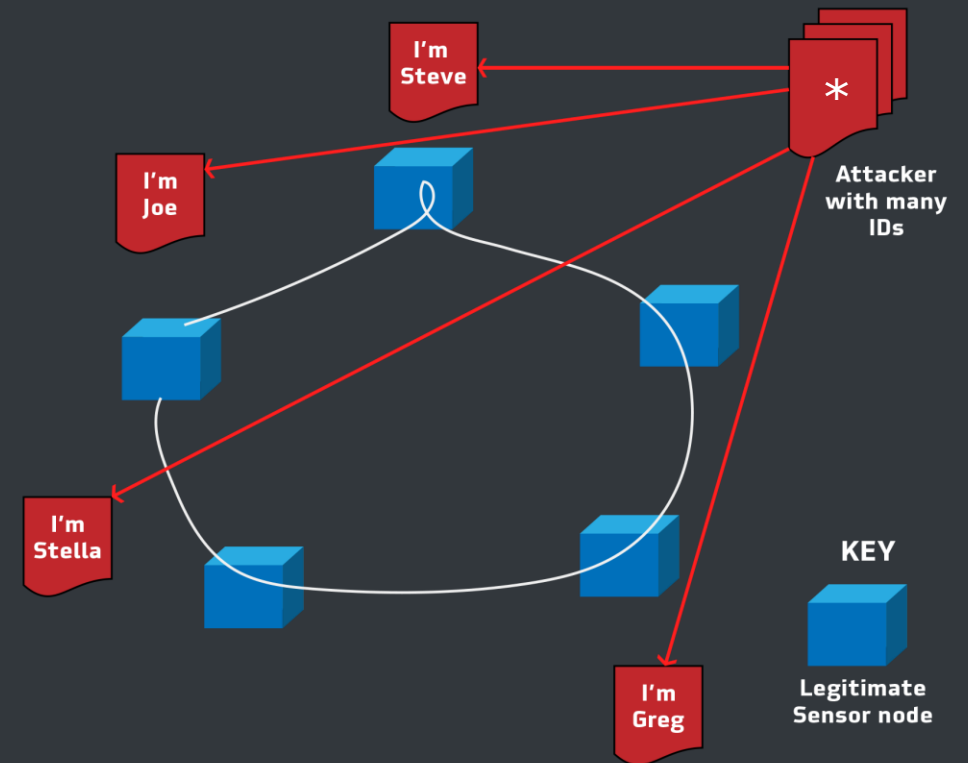 I'm
Steve
*
I'm
Joe
Attacker
with many
IDs
I'm
Stella
KEY
I'm
Greg
Legitimate
Sensor node